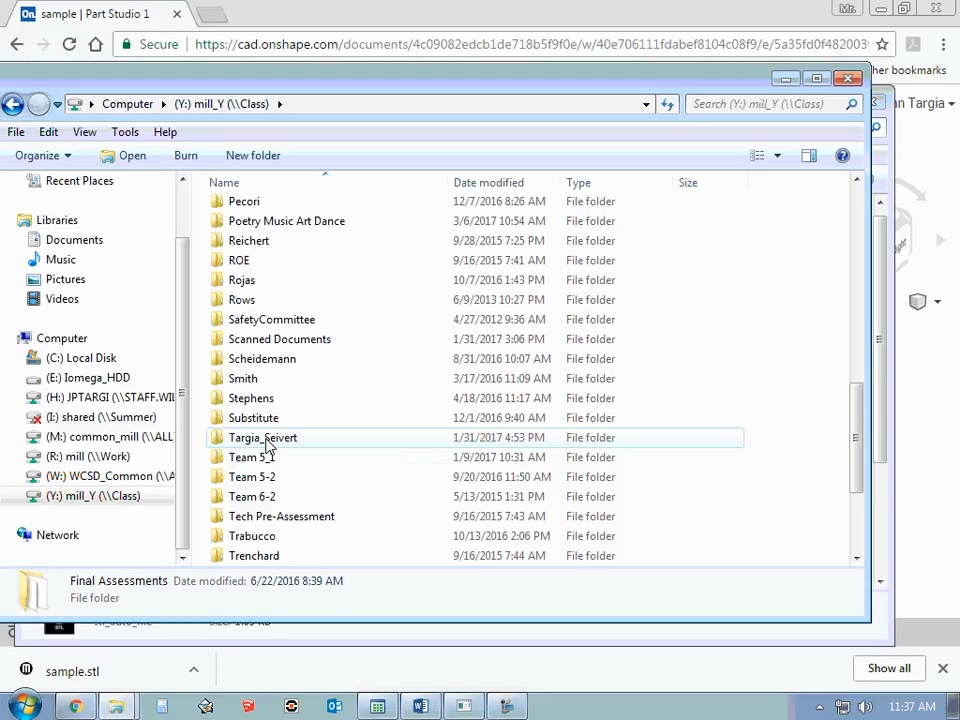 sample | Part Studio 1
Mr.
Secure
https://cad.onshape.com/documents/4c09082edcb1de718b5f9f0e/w/40e706111fdabef8104c08f9/e/5a35fd0f482003
her bookmarks
Computer
(Y:) mill_Y (\\Class)
Search (Y:) mill_Y (\\Class)
n Targia
File
Edit
View
Tools
Help
Organize
Open
Burn
New folder
Name
Date modified
Type
Size
Recent Places
Libraries
Documents
Music
Pictures
Videos
Computer
(C:) Local Disk
(E:) Iomega_HDD
(H:) JPTARGI (\\STAFF.WIL
(I:) shared (\\Summer)
(M:) common_mill (\\ALL
(R:) mill (\\Work)
(W:) WCSD_Common (\\A
(Y:) mill_Y (\\Class)
Network
Pecori 12/7/2016 8:26 AM File folder
Poetry Music Art Dance 3/6/2017 10:54 AM File folder
Reichert 9/28/2015 7:25 PM File folder
ROE 9/16/2015 7:41 AM File folder
Rojas 10/7/2016 1:43 PM File folder
Rows 6/9/2013 10:27 PM File folder
SafetyCommittee 4/27/2012 9:36 AM File folder
Scanned Documents 1/31/2017 3:06 PM File folder
Scheidemann 8/31/2016 10:07 AM File folder
Smith 3/17/2016 11:09 AM File folder
Stephens 4/18/2016 11:17 AM File folder
Substitute 12/1/2016 9:40 AM File folder
Targia_Seivert 1/31/2017 4:53 PM File folder
Team 5_1 1/9/2017 10:31 AM File folder
Team 5-2 9/20/2016 11:50 AM File folder
Team 6-2 5/13/2015 1:31 PM File folder
Tech Pre-Assessment 9/16/2015 7:43 AM File folder
Trabucco 10/13/2016 2:06 PM File folder
Trenchard 9/16/2015 7:44 AM File folder
Final Assessments Date modified: 6/22/2016 8:39 AM
File folder
sample.stl
Show all
11:37 AM